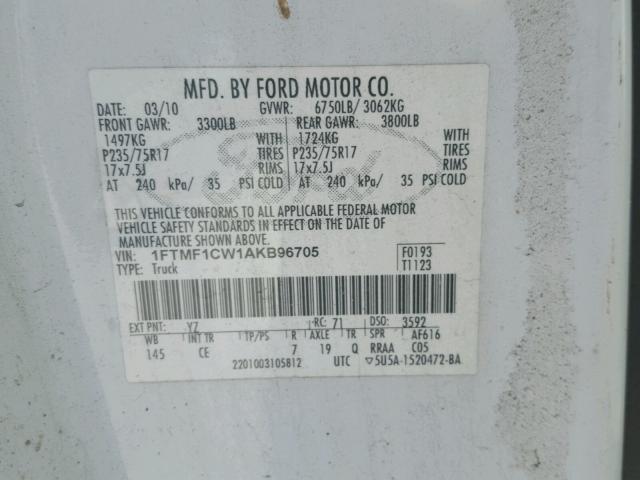 MFD. BY FORD MOTOR CO.
DATE: 03/10 GVWR: 6750LB/ 3062KG
FRONT GAWR: 3300LB REAR GAWR: 3800LB
1497KG WITH 1724KG WITH
P235/75R17 TIRES P235/75R17 TIRES
17x7.5J RIMS 17x7.5J RIMS
AT 240 kPa/ 35 PSI COLD AT 240 kPa/ 35 PSI COLD
THIS VEHICLE CONFORMS TO ALL APPLICABLE FEDERAL MOTOR
VEHICLE SAFETY STANDARDS IN EFFECT ON THE DATE OF
MANUFACTURE SHOWN ABOVE.
VIN: 1FTMF1CW1AKB96705 F0193
TYPE: Truck T1123
EXT PNT: YZ RC: 71 DSO: 3592
WB INT TR TP/PS R AXLE TR SPR AF616
145 CE 7 19 Q RRAA C05
2201003105812 UTC ▽5U5A-1520472-BA
Ford